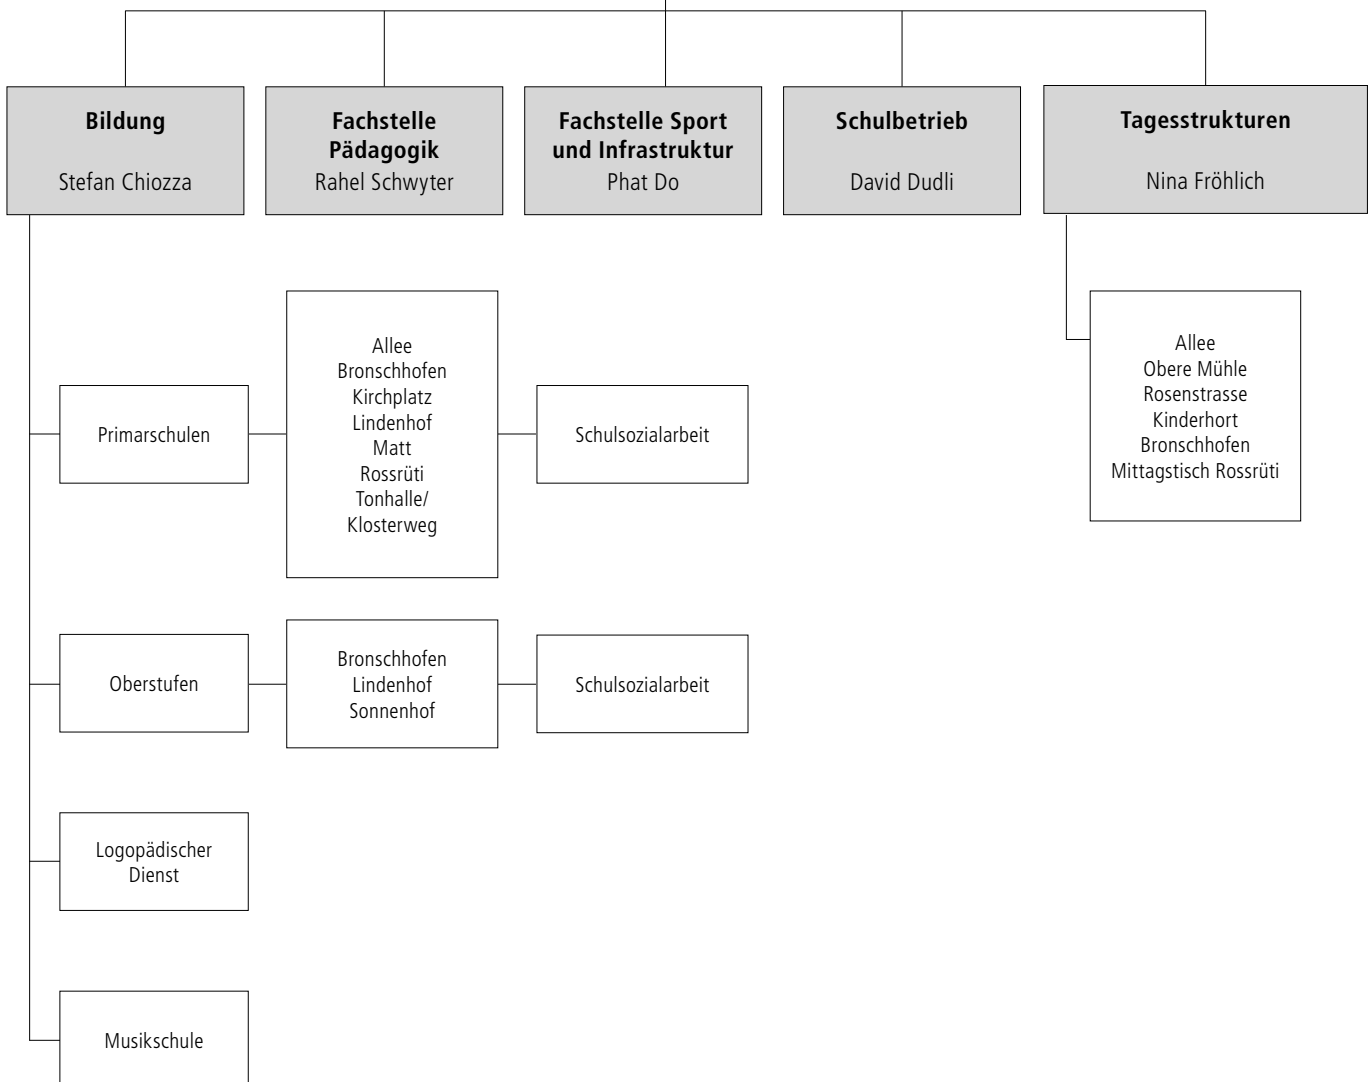 Bildung
Stefan Chiozza
Fachstelle
Pädagogik
Rahel Schwyter
Fachstelle Sport
und Infrastruktur
Phat Do
Schulbetrieb
David Dudli
Tagesstrukturen
Nina Fröhlich
Primarschulen
Allee
Bronschhofen
Kirchplatz
Lindenhof
Matt
Rossrüti
Tonhalle/
Klosterweg
Schulsozialarbeit
Allee
Obere Mühle
Rosenstrasse
Kinderhort
Bronschhofen
Mittagstisch Rossrüti
Oberstufen
Bronschhofen
Lindenhof
Sonnenhof
Schulsozialarbeit
Logopädischer
Dienst
Musikschule